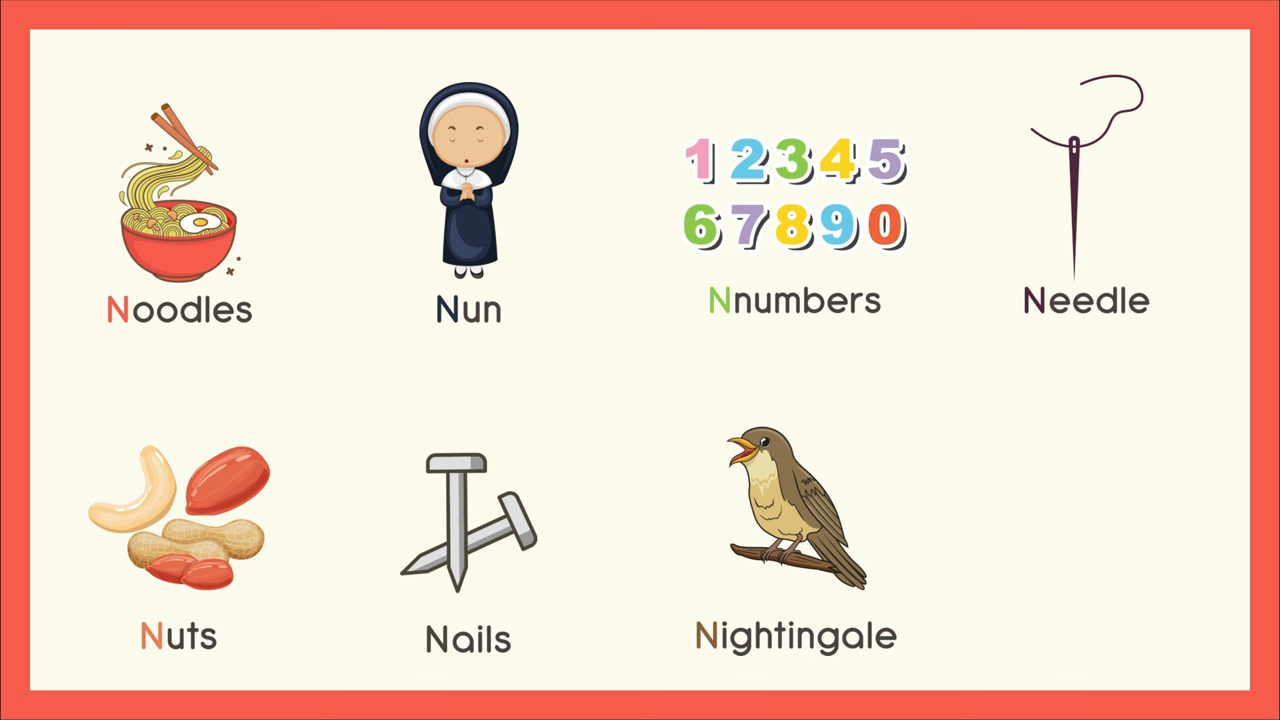 1 2 3 4 5
6 7 8 9 0
Noodles
Nun
Nnumbers
Needle
Nuts
Nails
Nightingale